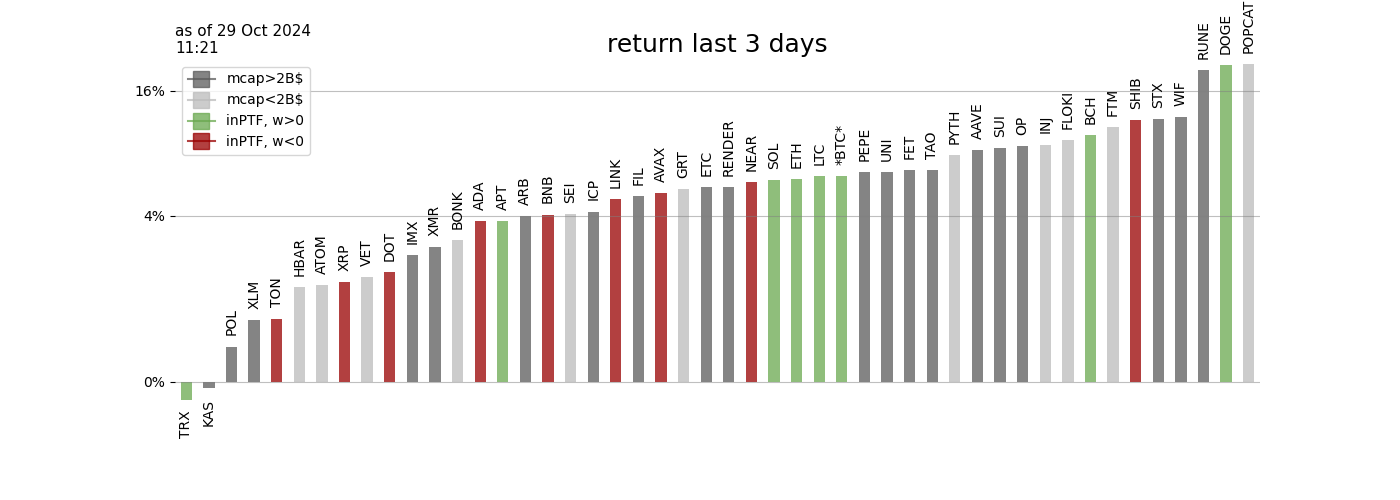 as of 29 Oct 2024
11:21
return last 3 days
mcap>2B$
mcap<2B$
inPTF, w>0
inPTF, w<0
16%
4%
0%
TRX
KAS
POL
XLM
TON
HBAR
ATOM
XRP
VET
DOT
IMX
XMR
BONK
ADA
APT
ARB
BNB
SEI
ICP
LINK
FIL
AVAX
GRT
ETC
RENDER
NEAR
SOL
ETH
LTC
*BTC*
PEPE
UNI
FET
TAO
PYTH
AAVE
SUI
OP
INJ
FLOKI
BCH
FTM
SHIB
STX
WIF
RUNE
DOGE
POPCAT